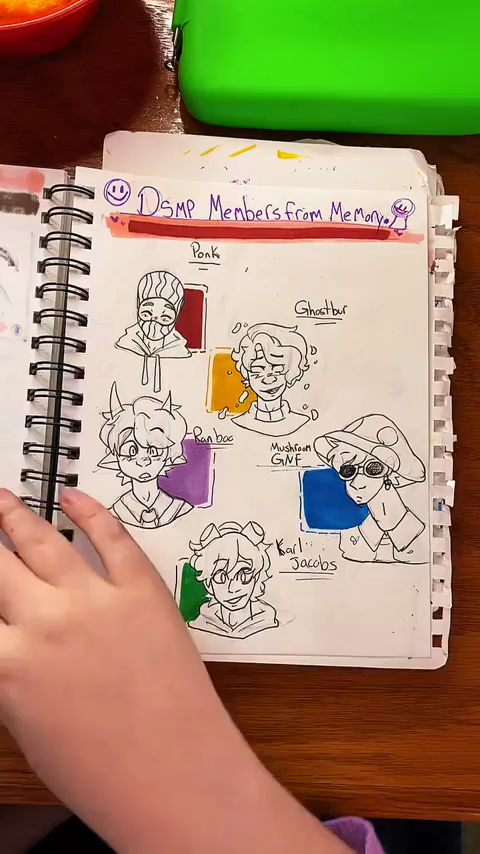 DSMP Members from Memory.
Ponk
Ghostbur
Ranboo
Mushroom
GNF
Karl
Jacobs